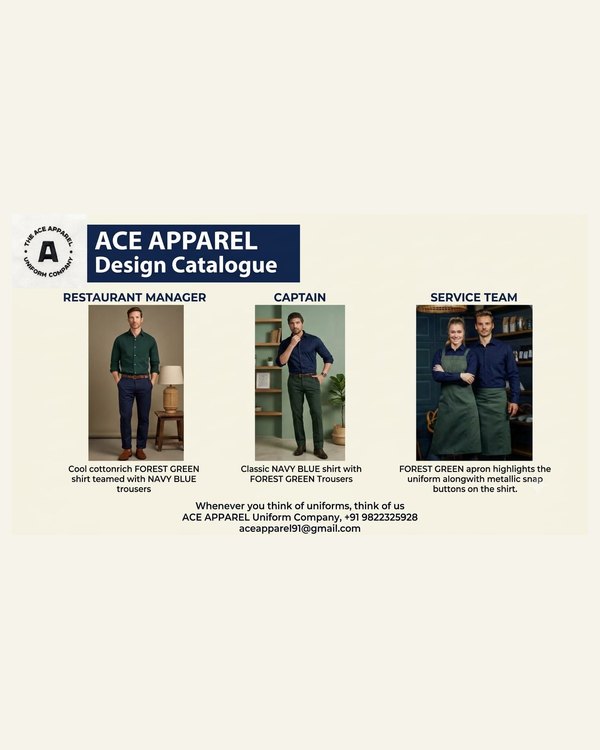 THE ACE APPAREL
A
UNIFORM COMPANY
ACE APPAREL
Design Catalogue
RESTAURANT MANAGER
Cool cottonrich FOREST GREEN
shirt teamed with NAVY BLUE
trousers
CAPTAIN
Classic NAVY BLUE shirt with
FOREST GREEN Trousers
SERVICE TEAM
FOREST GREEN apron highlights the
uniform alongwith metallic snap
buttons on the shirt.
Whenever you think of uniforms, think of us
ACE APPAREL Uniform Company, +91 9822325928
aceapparel91@gmail.com